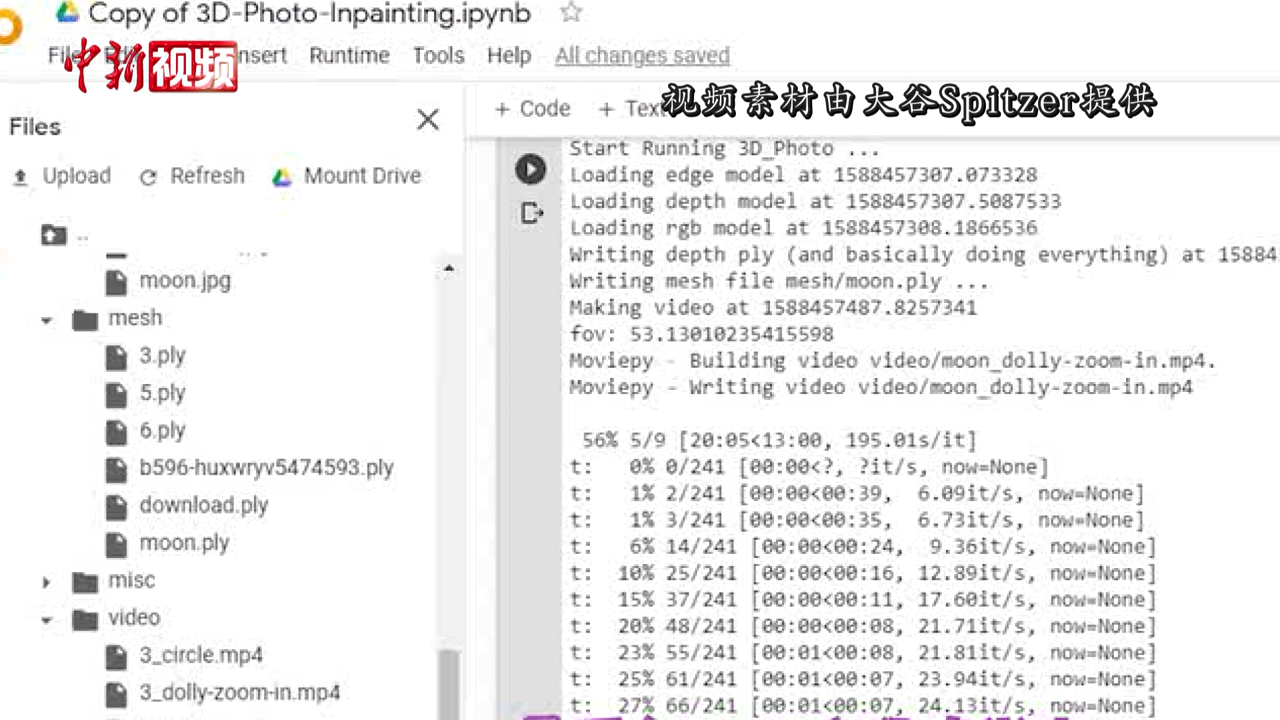 Copy of 3D-Photo-Inpainting.ipynb
File Edit Insert Runtime Tools Help All changes saved
中新视频
视频素材由大谷Spitzer提供
+ Code + Text
Files
Upload Refresh Mount Drive
..
moon.jpg
mesh
3.ply
5.ply
6.ply
b596-huxwryv5474593.ply
download.ply
moon.ply
misc
video
3_circle.mp4
3_dolly-zoom-in.mp4
Start Running 3D_Photo ...
Loading edge model at 1588457307.073328
Loading depth model at 1588457307.5087533
Loading rgb model at 1588457308.1866536
Writing depth ply (and basically doing everything) at 15884
Writing mesh file mesh/moon.ply ...
Making video at 1588457487.8257341
fov: 53.13010235415598
Moviepy - Building video video/moon_dolly-zoom-in.mp4.
Moviepy - Writing video video/moon_dolly-zoom-in.mp4
56% 5/9 [20:05<13:00, 195.01s/it]
t: 0% 0/241 [00:00<?, ?it/s, now=None]
t: 1% 2/241 [00:00<00:39, 6.09it/s, now=None]
t: 1% 3/241 [00:00<00:35, 6.73it/s, now=None]
t: 6% 14/241 [00:00<00:24, 9.36it/s, now=None]
t: 10% 25/241 [00:00<00:16, 12.89it/s, now=None]
t: 15% 37/241 [00:00<00:11, 17.60it/s, now=None]
t: 20% 48/241 [00:00<00:08, 21.71it/s, now=None]
t: 23% 55/241 [00:01<00:08, 21.81it/s, now=None]
t: 25% 61/241 [00:01<00:07, 23.94it/s, now=None]
t: 27% 66/241 [00:01<00:07, 24.13it/s, now=None]